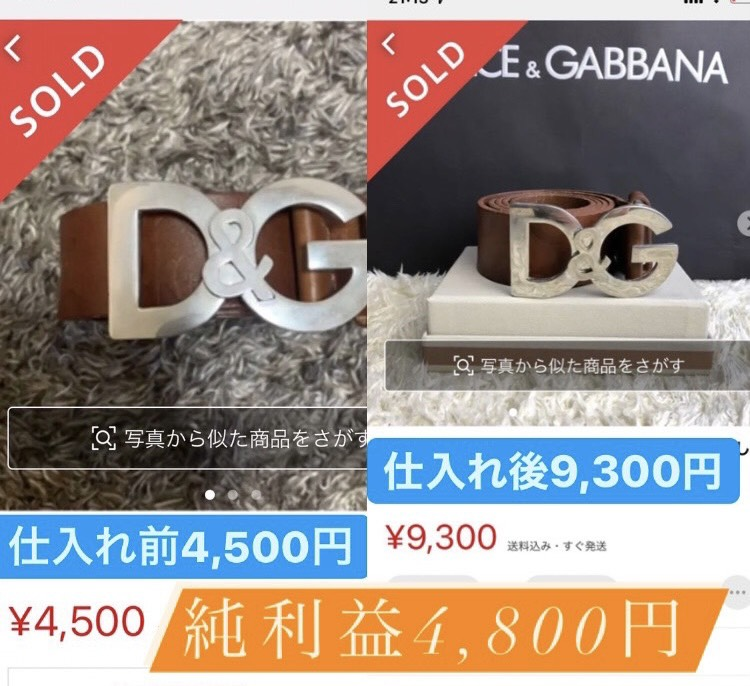 SOLD
写真から似た商品をさがす
仕入れ前4,500円
¥4,500
21:43
SOLD
CE & GABBANA
D&G
D&G
写真から似た商品をさがす
し
仕入れ後9,300円
¥9,300 送料込み・すぐ発送
純利益4,800円